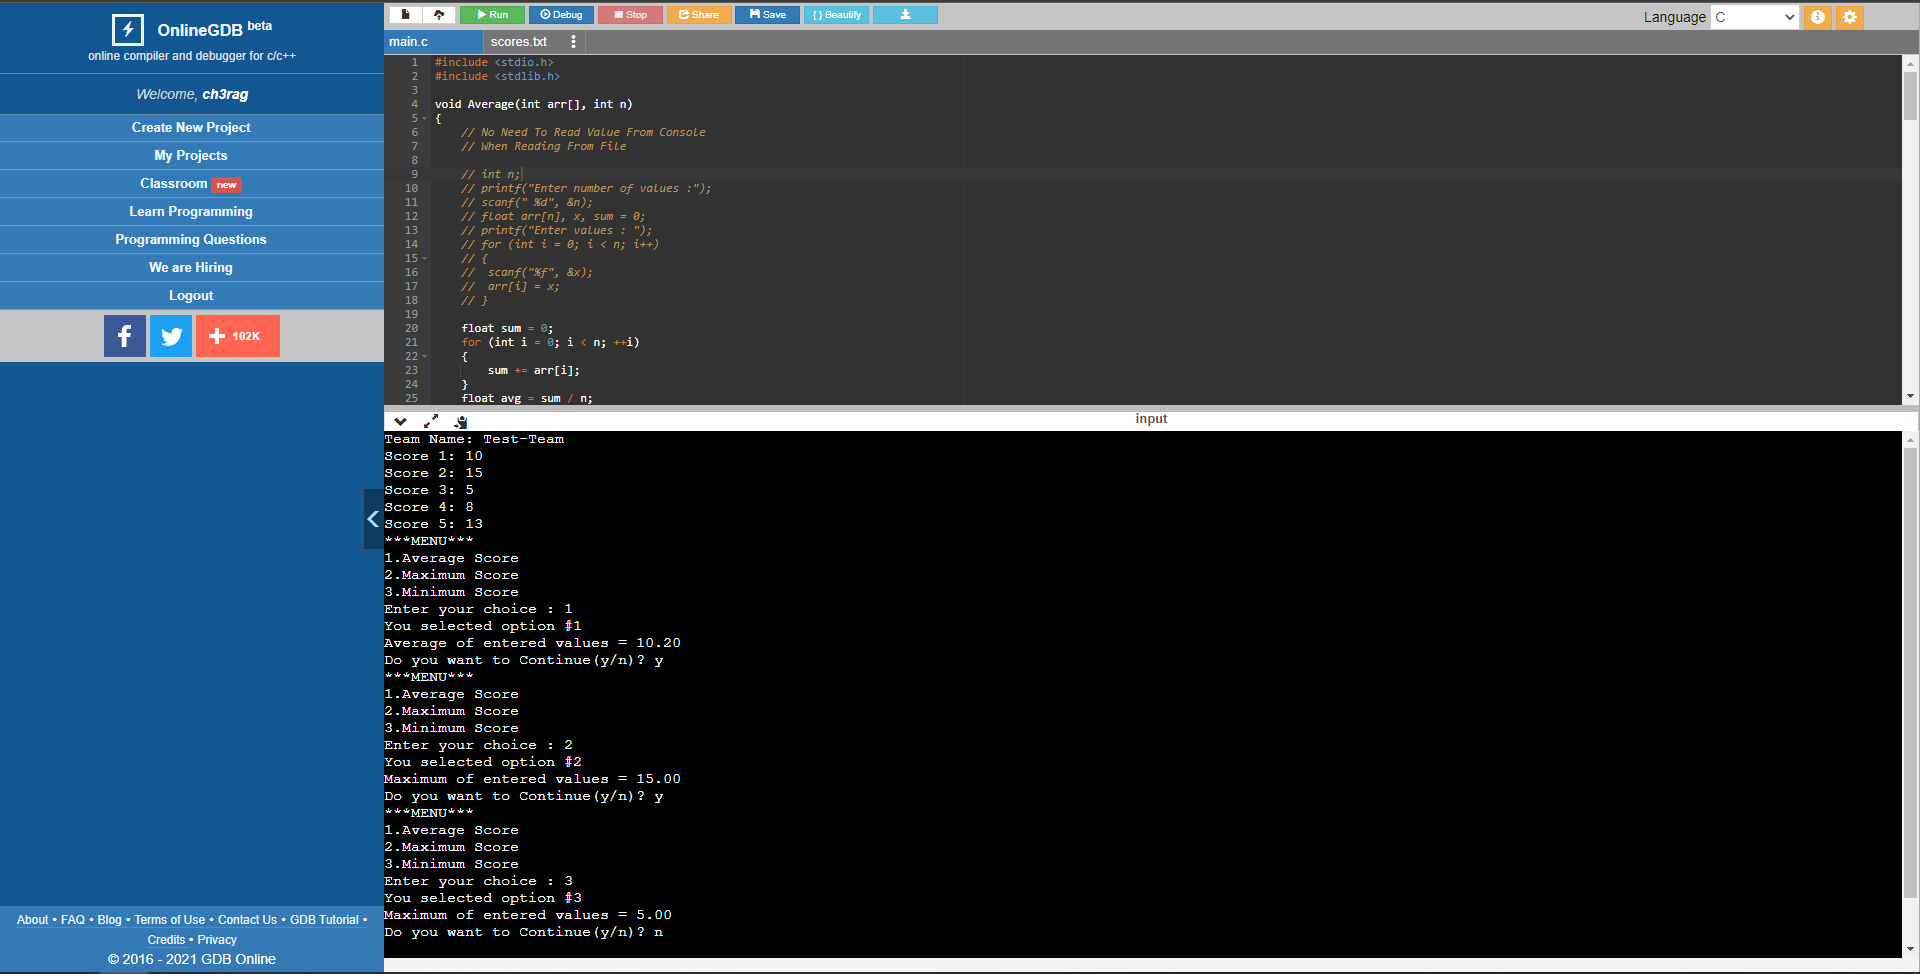 OnlineGDB beta
online compiler and debugger for c/c++
Welcome, ch3rag
Create New Project
My Projects
Classroom new
Learn Programming
Programming Questions
We are Hiring
Logout
f 102K
About • FAQ • Blog • Terms of Use • Contact Us • GDB Tutorial •
Credits • Privacy
© 2016 - 2021 GDB Online
Run Debug Stop Share Save {} Beautify
Language C
main.c scores.txt
1 #include <stdio.h>
2 #include <stdlib.h>
3
4 void Average(int arr[], int n)
5 {
6 // No Need To Read Value From Console
7 // When Reading From File
8
9 // int n;
10 // printf("Enter number of values :");
11 // scanf(" %d", &n);
12 // float arr[n], x, sum = 0;
13 // printf("Enter values : ");
14 // for (int i = 0; i < n; i++)
15 // {
16 //  scanf("%f", &x);
17 //  arr[i] = x;
18 // }
19
20 float sum = 0;
21 for (int i = 0; i < n; ++i)
22 {
23 sum += arr[i];
24 }
25 float avg = sum / n;
input
Team Name: Test-Team
Score 1: 10
Score 2: 15
Score 3: 5
Score 4: 8
Score 5: 13
***MENU***
1.Average Score
2.Maximum Score
3.Minimum Score
Enter your choice : 1
You selected option #1
Average of entered values = 10.20
Do you want to Continue(y/n)? y
***MENU***
1.Average Score
2.Maximum Score
3.Minimum Score
Enter your choice : 2
You selected option #2
Maximum of entered values = 15.00
Do you want to Continue(y/n)? y
***MENU***
1.Average Score
2.Maximum Score
3.Minimum Score
Enter your choice : 3
You selected option #3
Maximum of entered values = 5.00
Do you want to Continue(y/n)? n